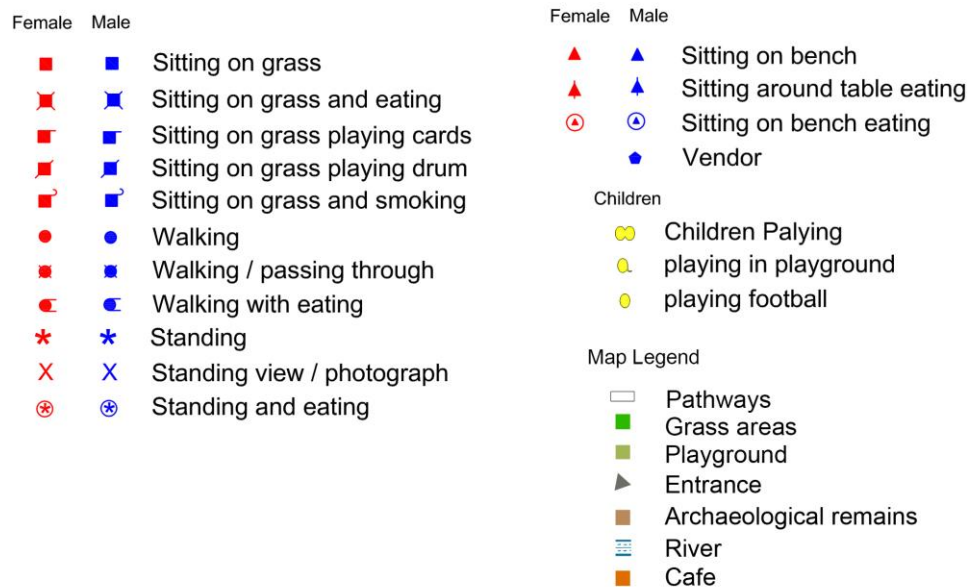 Female Male
Sitting on grass
Sitting on grass and eating
Sitting on grass playing cards
Sitting on grass playing drum
Sitting on grass and smoking
Walking
Walking / passing through
Walking with eating
Standing
Standing view / photograph
Standing and eating
Female Male
Sitting on bench
Sitting around table eating
Sitting on bench eating
Vendor
Children
Children Palying
playing in playground
playing football
Map Legend
Pathways
Grass areas
Playground
Entrance
Archaeological remains
River
Cafe